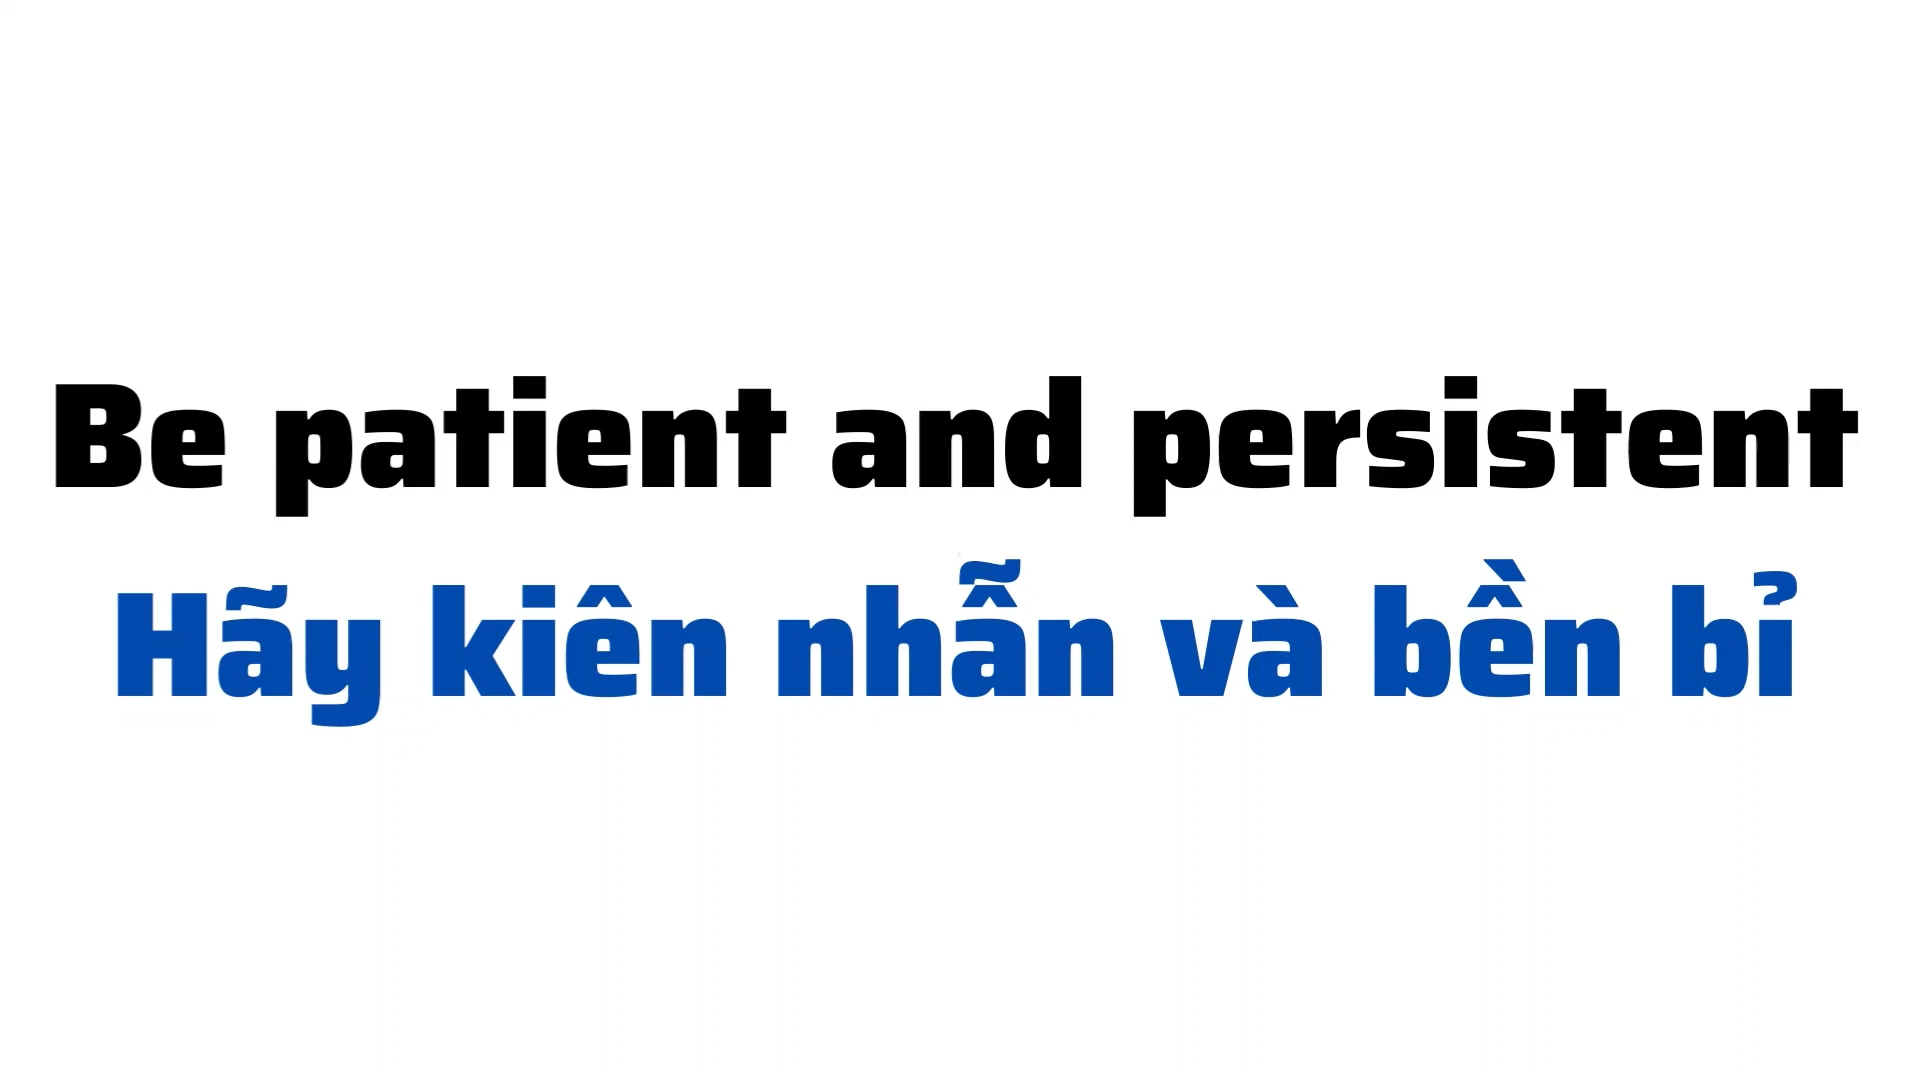 Be patient and persistent
Hãy kiên nhẫn và bền bỉ